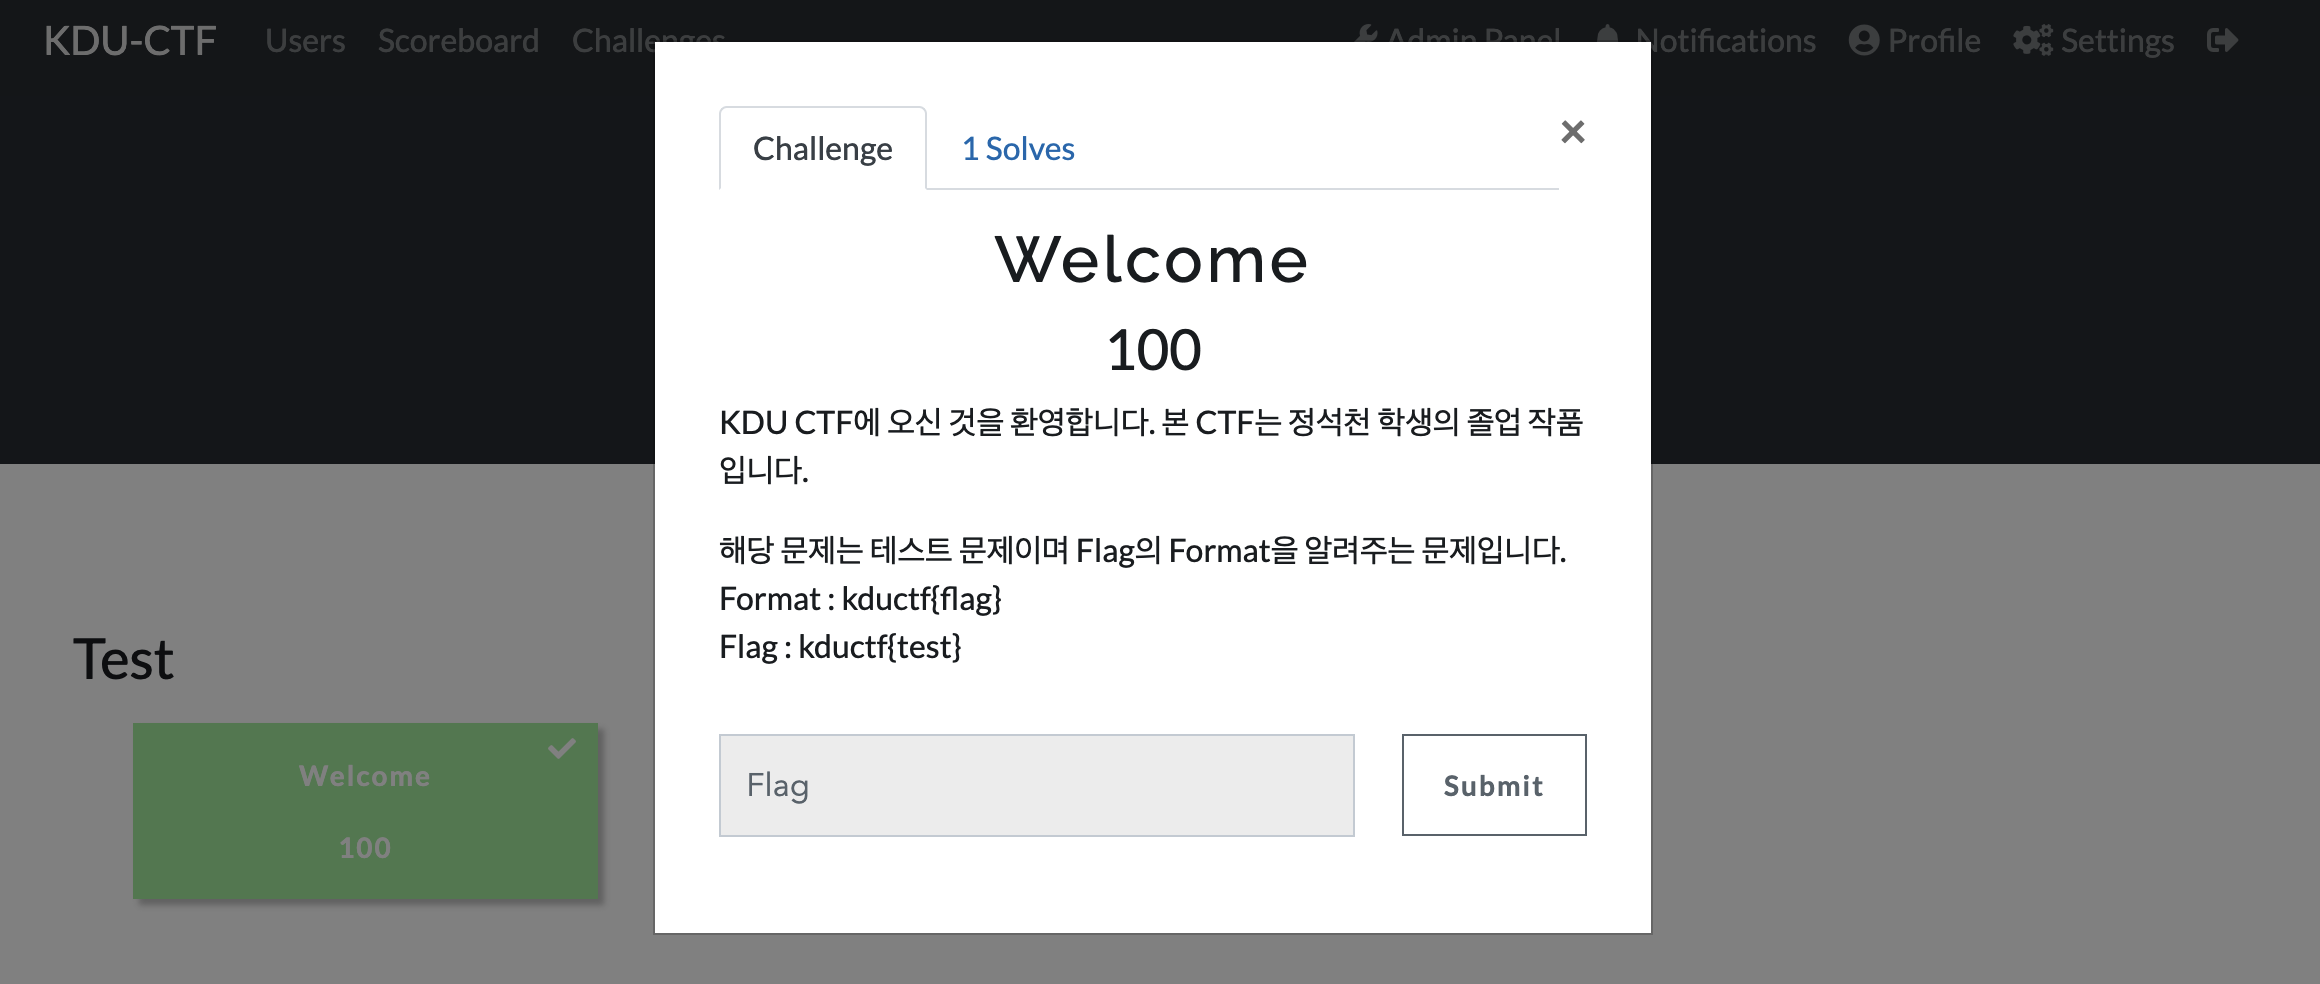 KDU-CTF Users Scoreboard Challenges Admin Panel Notifications Profile Settings
Challenge 1 Solves
Welcome
100
KDU CTF에 오신 것을 환영합니다. 본 CTF는 정석천 학생의 졸업 작품
입니다.
해당 문제는 테스트 문제이며 Flag의 Format을 알려주는 문제입니다.
Format : kductf{flag}
Flag : kductf{test}
Flag Submit
Test
Welcome
100